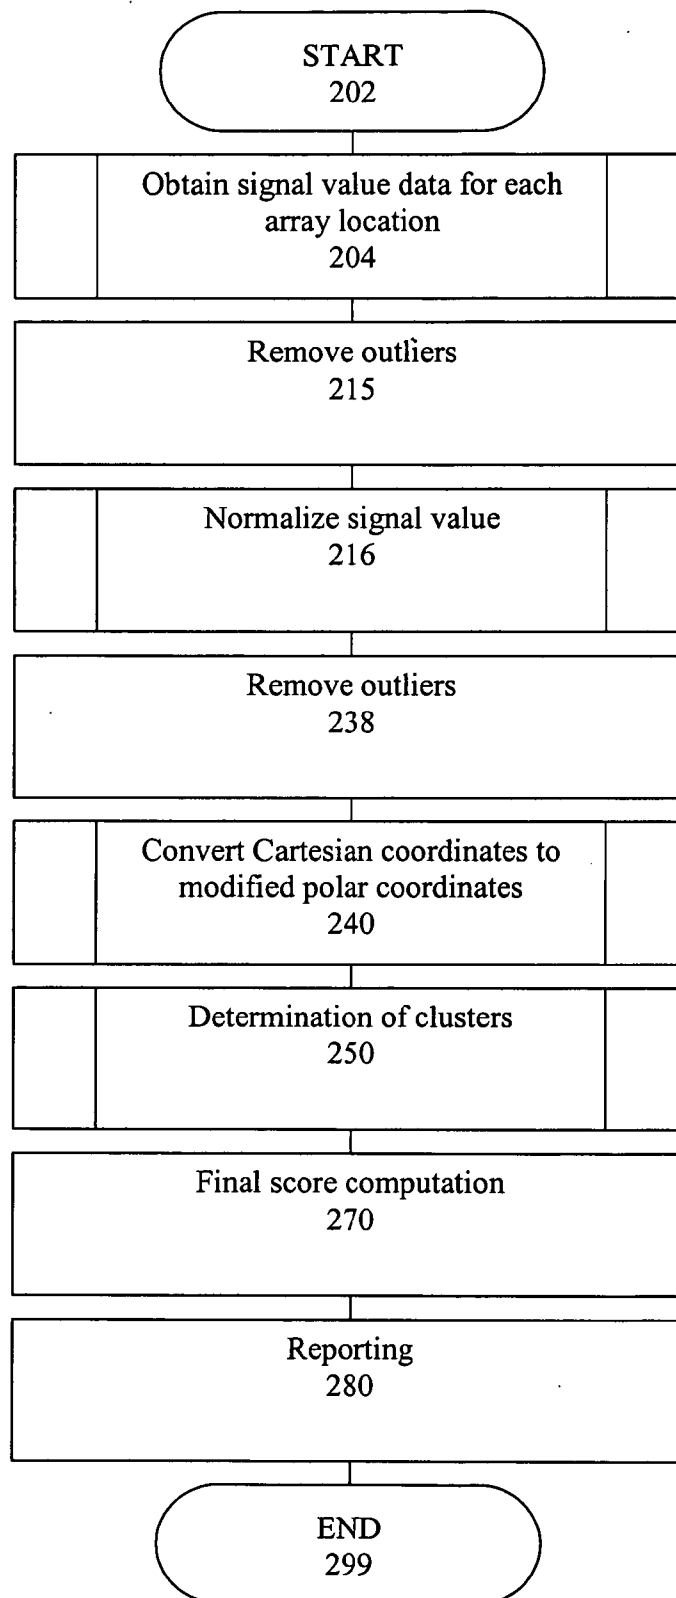 START
202
Obtain signal value data for each
array location
204
Remove outliers
215
Normalize signal value
216
Remove outliers
238
Convert Cartesian coordinates to
modified polar coordinates
240
Determination of clusters
250
Final score computation
270
Reporting
280
END
299